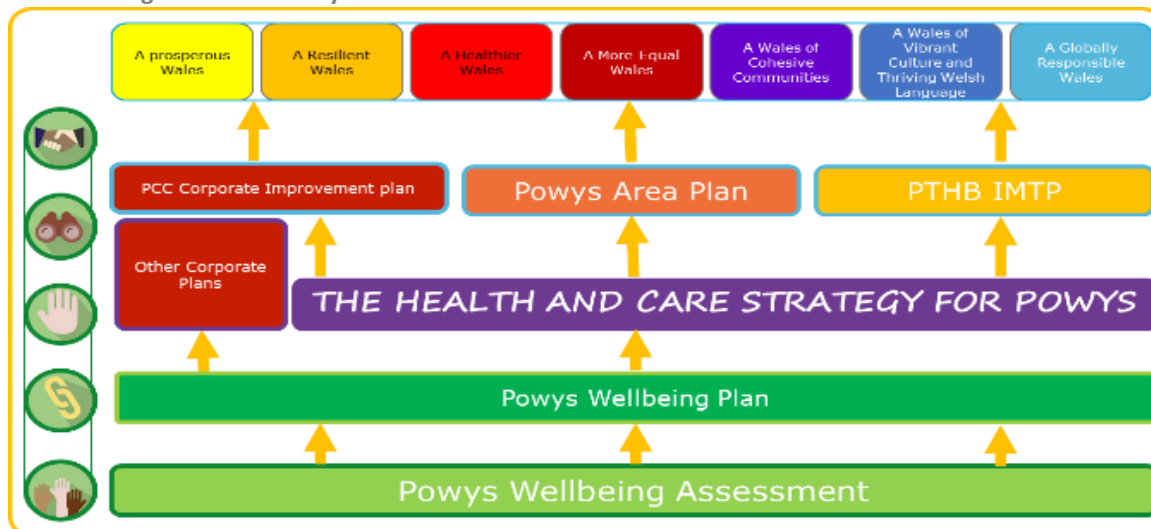 A prosperous
Wales
A Resilient
Wales
A Healthier
Wales
A More Equal
Wales
A Wales of
Cohesive
Communities
A Wales of
Vibrant
Culture and
Thriving Welsh
Language
A Globally
Responsible
Wales
PCC Corporate Improvement plan
Powys Area Plan
PTHB IMTP
Other Corporate
Plans
THE HEALTH AND CARE STRATEGY FOR POWYS
Powys Wellbeing Plan
Powys Wellbeing Assessment